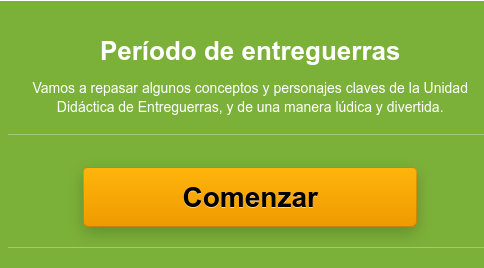 Período de entreguerras
Vamos a repasar algunos conceptos y personajes claves de la Unidad
Didáctica de Entreguerras, y de una manera lúdica y divertida.
Comenzar